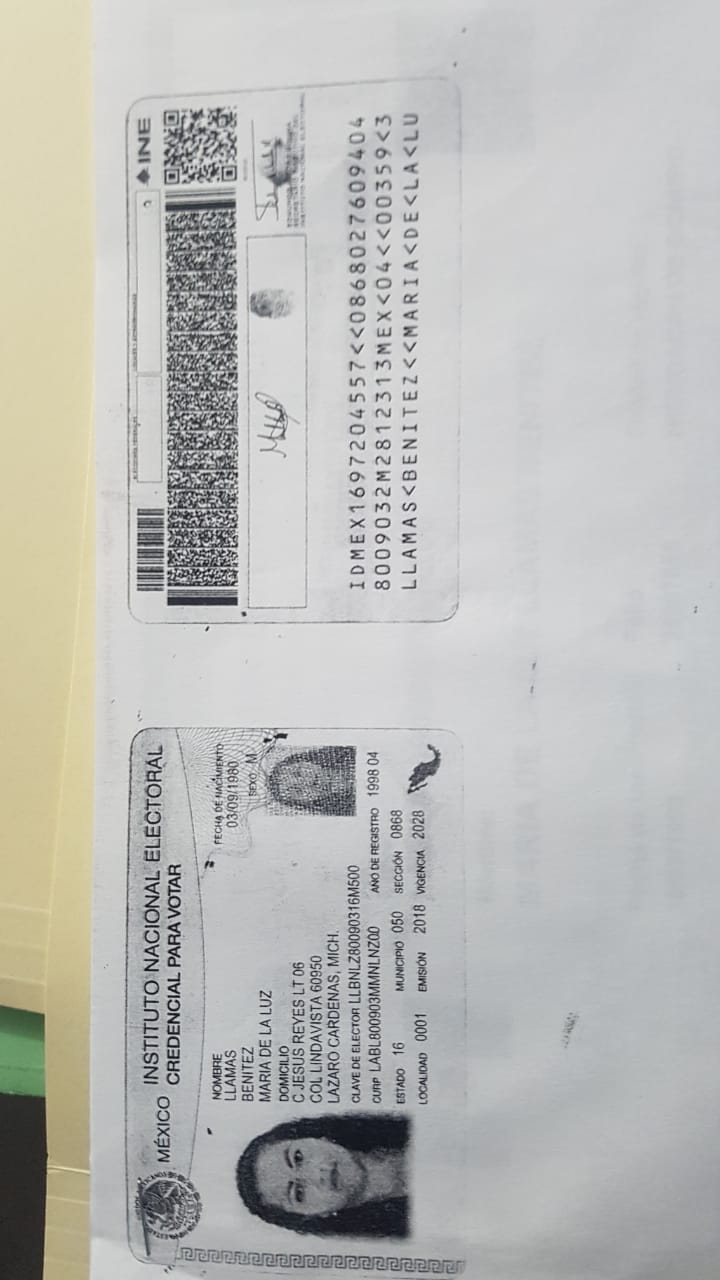 MÉXICO INSTITUTO NACIONAL ELECTORAL
CREDENCIAL PARA VOTAR
NOMBRE
LLAMAS
BENITEZ
MARIA DE LA LUZ
FECHA DE NACIMIENTO
03/09/1980
SEXO M
DOMICILIO
C JESUS REYES LT 06
COL LINDAVISTA 60950
LAZARO CARDENAS, MICH.
CLAVE DE ELECTOR LLBNLZ80090316M500
CURP LABL800903MMNLNZ00 AÑO DE REGISTRO 1998 04
ESTADO 16 MUNICIPIO 050 SECCIÓN 0868
LOCALIDAD 0001 EMISIÓN 2018 VIGENCIA 2028
INE
IDMEX1697204557<<0868027609404
8009032M2812313MEX<04<<00359<3
LLAMAS<BENITEZ<<MARIA<DE<LA<LU